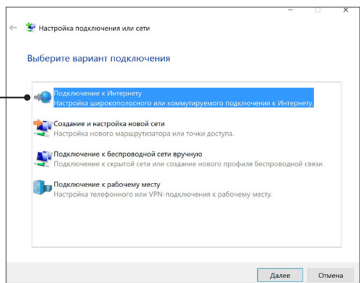 Настройка подключения или сети
Выберите вариант подключения
Подключение к Интернету
Настройка широкополосного или коммутируемого подключения к Интернету.
Создание и настройка новой сети
Настройка нового маршрутизатора или точки доступа.
Подключение к беспроводной сети вручную
Подключение к скрытой сети или создание нового профиля беспроводной связи.
Подключение к рабочему месту
Настройка телефонного или VPN-подключения к рабочему месту.
Далее
Отмена